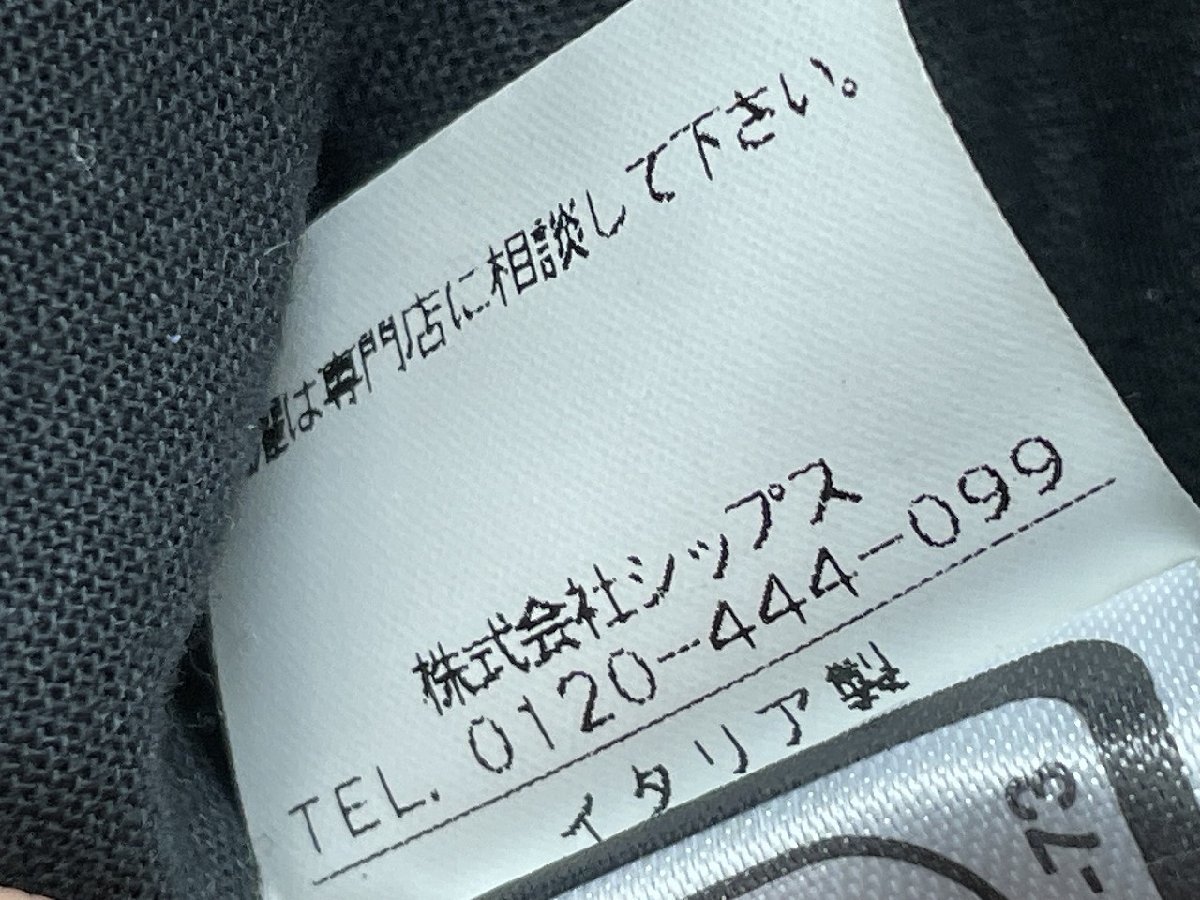 は専門店に相談して下さい。
株式会社シップス
TEL. 0120-444-099
イタリア製
-73